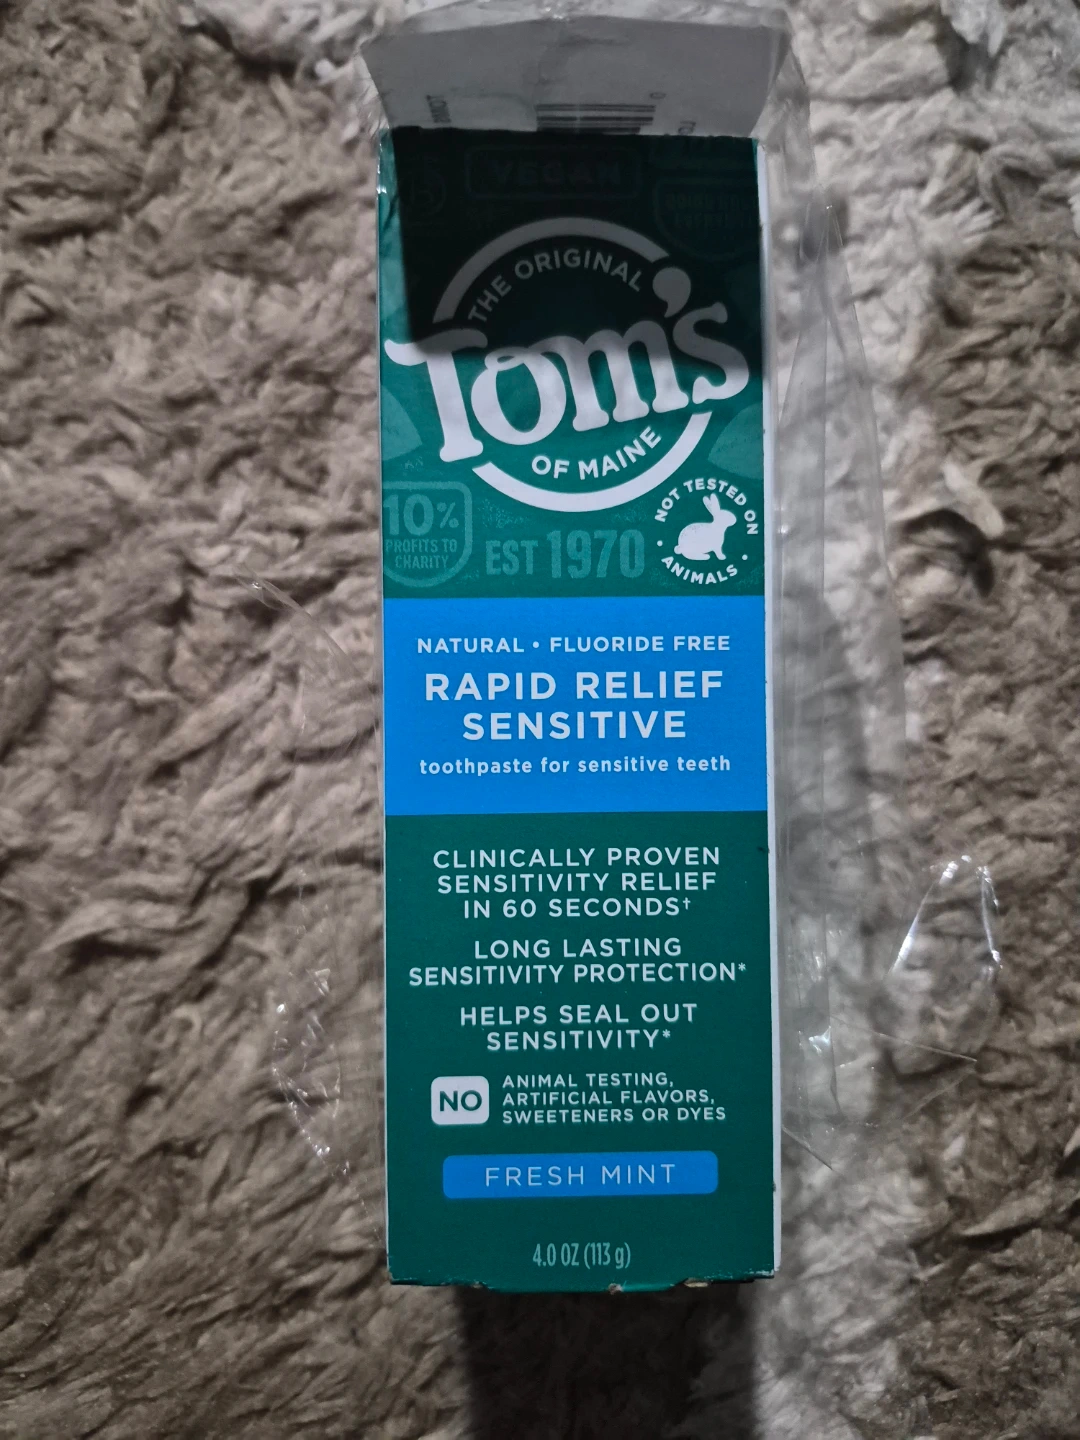 VEGAN
THE ORIGINAL
Tom's
OF MAINE
NOT TESTED ON
ANIMALS
10%
PROFITS TO
CHARITY
EST 1970
NATURAL • FLUORIDE FREE
RAPID RELIEF
SENSITIVE
toothpaste for sensitive teeth
CLINICALLY PROVEN
SENSITIVITY RELIEF
IN 60 SECONDS†
LONG LASTING
SENSITIVITY PROTECTION*
HELPS SEAL OUT
SENSITIVITY*
NO
ANIMAL TESTING,
ARTIFICIAL FLAVORS,
SWEETENERS OR DYES
FRESH MINT
4.0 OZ (113 g)